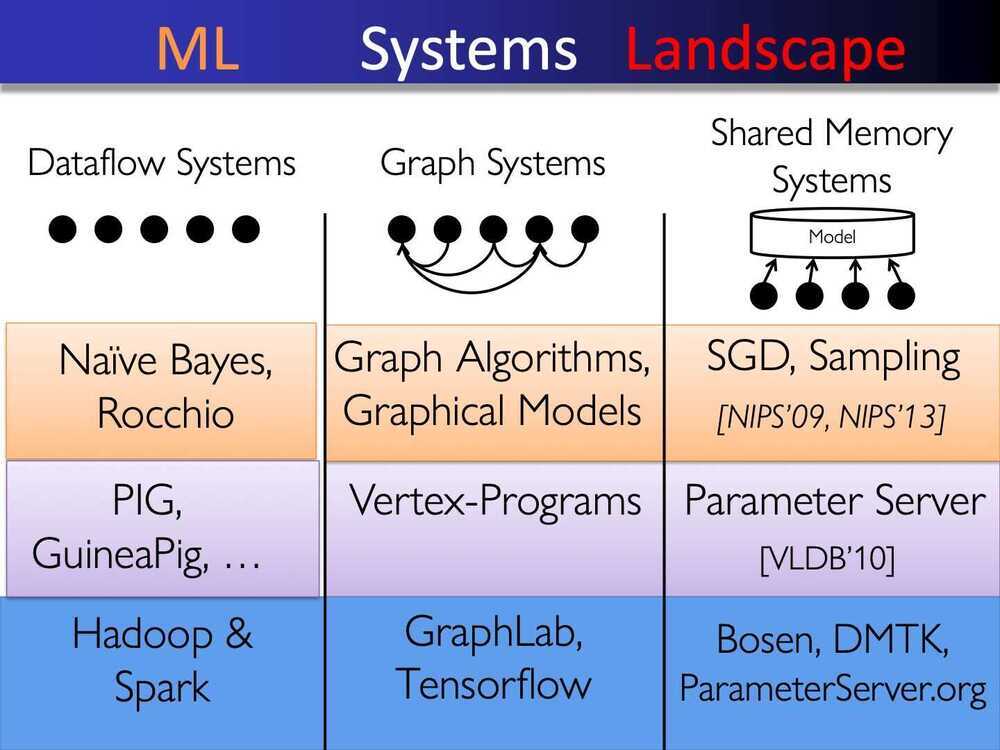 ML Systems Landscape
Dataflow Systems
Graph Systems
Shared Memory
Systems
Model
Naïve Bayes,
Rocchio
Graph Algorithms,
Graphical Models
SGD, Sampling
[NIPS’09, NIPS’13]
PIG,
GuineaPig, …
Vertex-Programs
Parameter Server
[VLDB’10]
Hadoop &
Spark
GraphLab,
Tensorflow
Bosen, DMTK,
ParameterServer.org